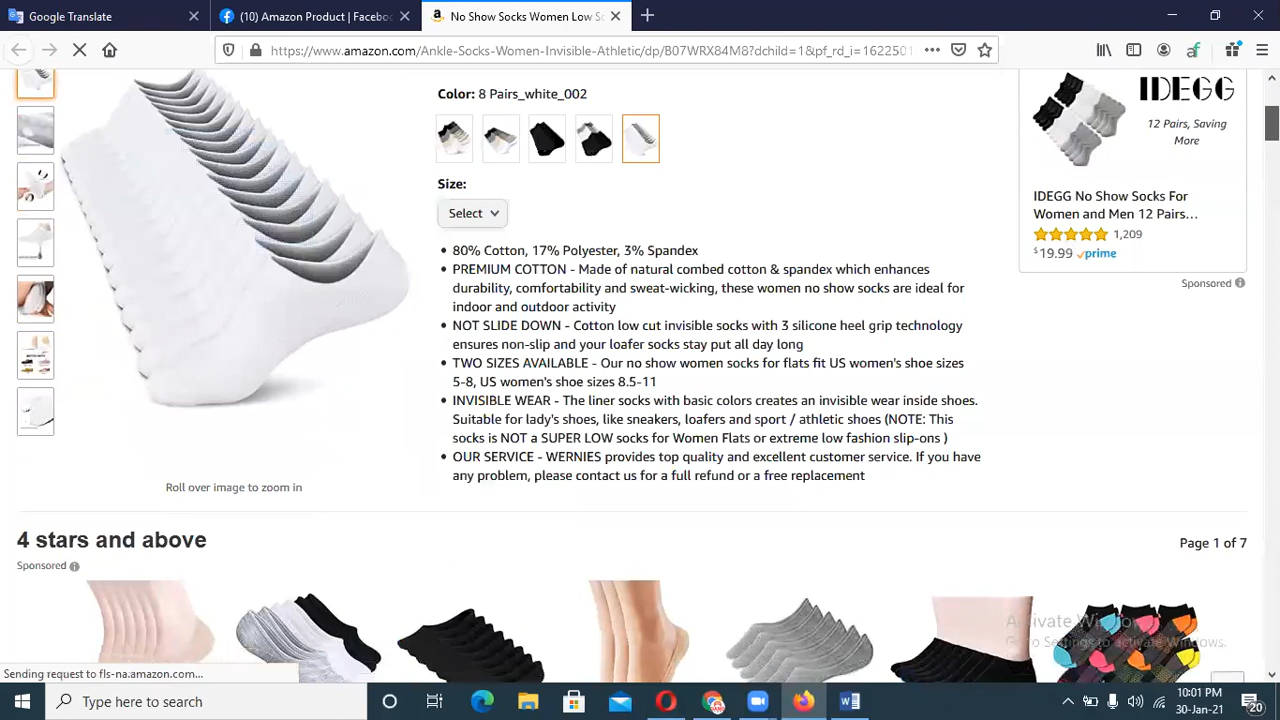 Google Translate
(10) Amazon Product | Facebo
No Show Socks Women Low So
https://www.amazon.com/Ankle-Socks-Women-Invisible-Athletic/dp/B07WRX84M8?dchild=1&pf_rd_i=1622501
Color: 8 Pairs_white_002
Size:
Select
• 80% Cotton, 17% Polyester, 3% Spandex
• PREMIUM COTTON - Made of natural combed cotton & spandex which enhances
durability, comfortability and sweat-wicking, these women no show socks are ideal for
indoor and outdoor activity
• NOT SLIDE DOWN - Cotton low cut invisible socks with 3 silicone heel grip technology
ensures non-slip and your loafer socks stay put all day long
• TWO SIZES AVAILABLE - Our no show women socks for flats fit US women's shoe sizes
5-8, US women's shoe sizes 8.5-11
• INVISIBLE WEAR - The liner socks with basic colors creates an invisible wear inside shoes.
Suitable for lady's shoes, like sneakers, loafers and sport / athletic shoes (NOTE: This
socks is NOT a SUPER LOW socks for Women Flats or extreme low fashion slip-ons )
• OUR SERVICE - WERNIES provides top quality and excellent customer service. If you have
any problem, please contact us for a full refund or a free replacement
Roll over image to zoom in
IDEGG
12 Pairs, Saving
More
IDEGG No Show Socks For
Women and Men 12 Pairs...
1,209
$19.99 prime
Sponsored
4 stars and above
Page 1 of 7
Sponsored
Activate Windows
Go to Settings to activate Windows.
Sending request to fls-na.amazon.com...
Type here to search
10:01 PM
30-Jan-21
20